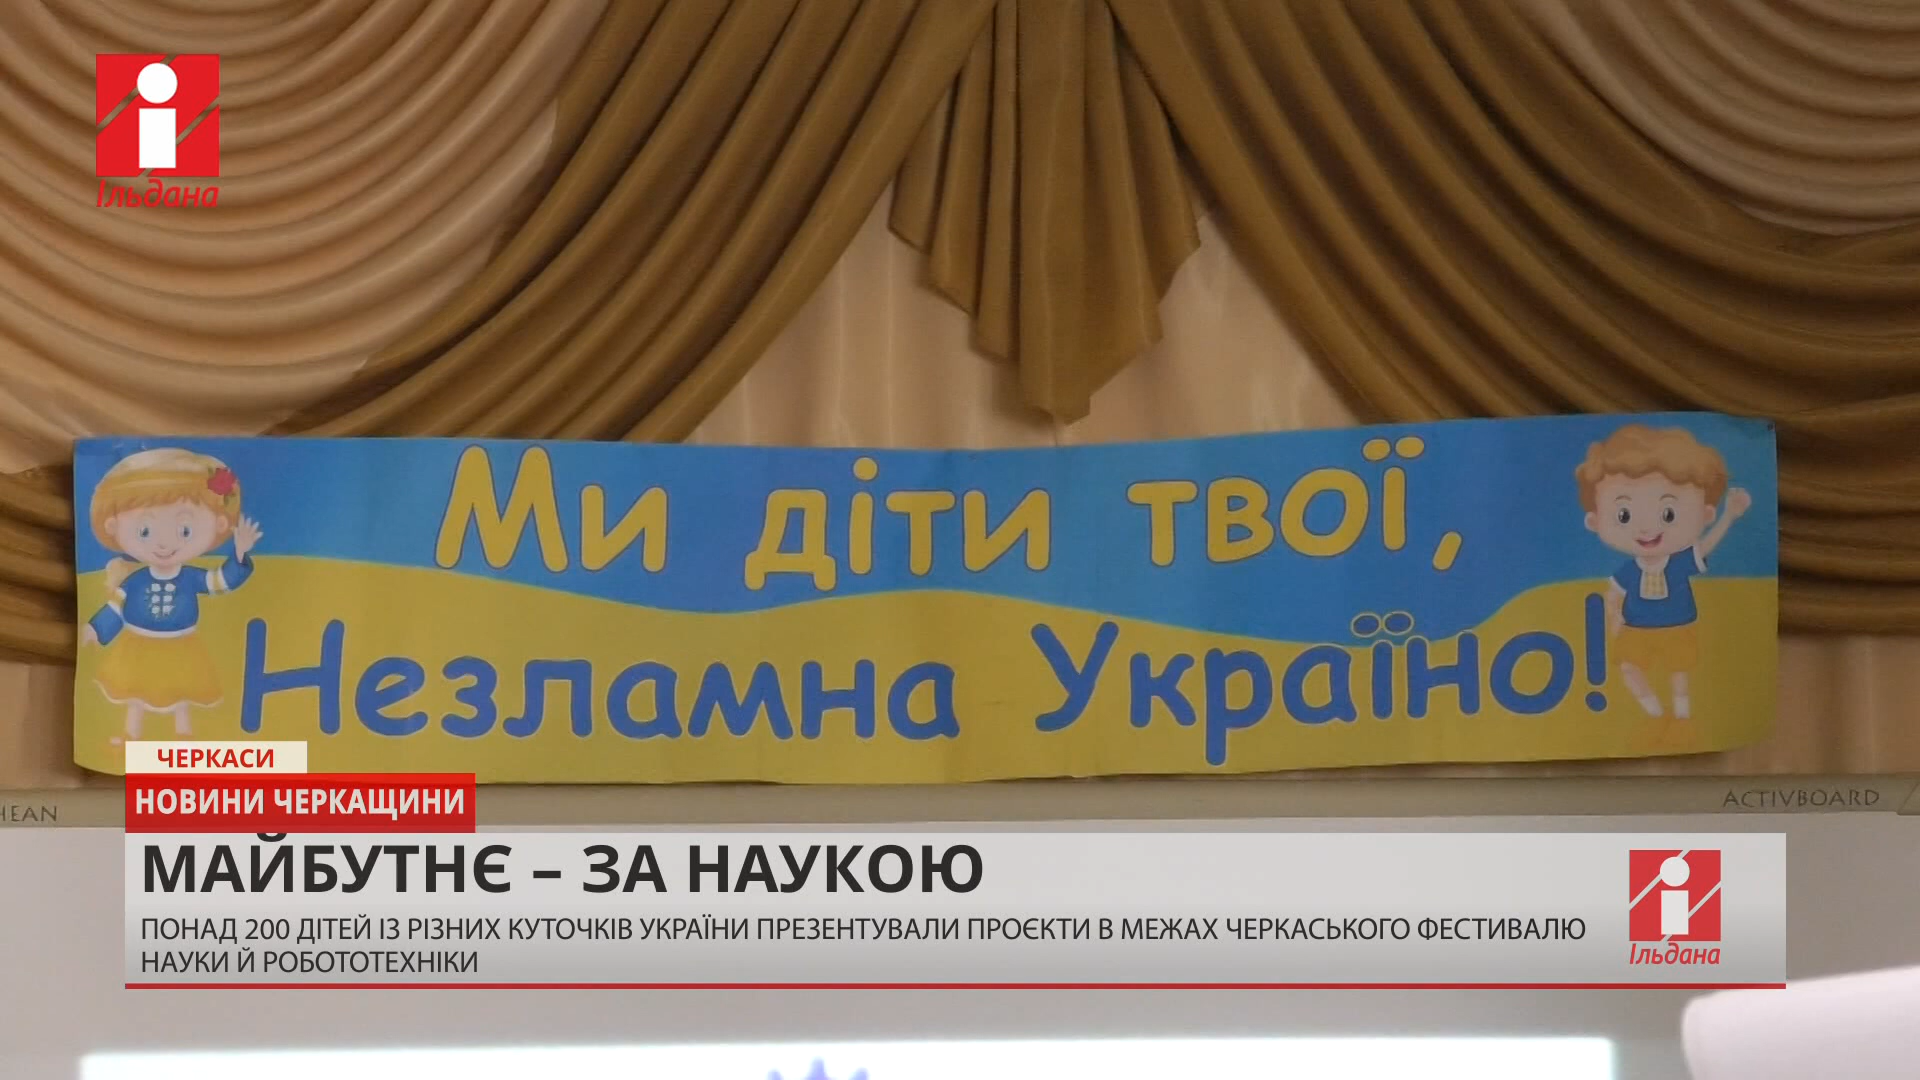 Ільдана
Ми діти твої,
Незламна Україно!
HEAN
ACTIVBOARD
ЧЕРКАСИ
НОВИНИ ЧЕРКАЩИНИ
МАЙБУТНЄ – ЗА НАУКОЮ
ПОНАД 200 ДІТЕЙ ІЗ РІЗНИХ КУТОЧКІВ УКРАЇНИ ПРЕЗЕНТУВАЛИ ПРОЄКТИ В МЕЖАХ ЧЕРКАСЬКОГО ФЕСТИВАЛЮ
НАУКИ Й РОБОТОТЕХНІКИ
Ільдана